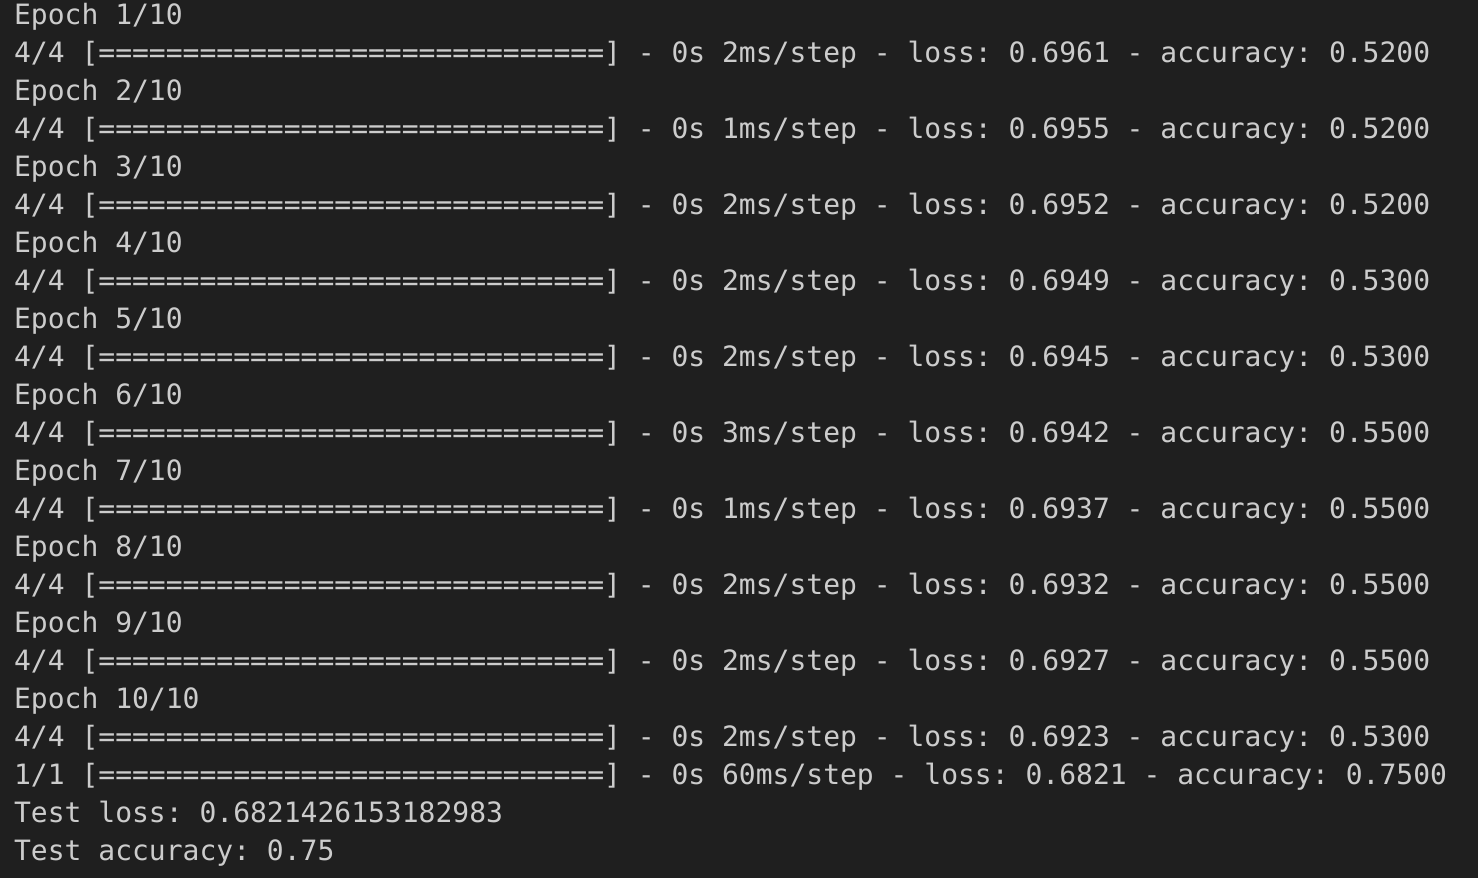 Epoch 1/10
4/4 [==============================] - 0s 2ms/step - loss: 0.6961 - accuracy: 0.5200
Epoch 2/10
4/4 [==============================] - 0s 1ms/step - loss: 0.6955 - accuracy: 0.5200
Epoch 3/10
4/4 [==============================] - 0s 2ms/step - loss: 0.6952 - accuracy: 0.5200
Epoch 4/10
4/4 [==============================] - 0s 2ms/step - loss: 0.6949 - accuracy: 0.5300
Epoch 5/10
4/4 [==============================] - 0s 2ms/step - loss: 0.6945 - accuracy: 0.5300
Epoch 6/10
4/4 [==============================] - 0s 3ms/step - loss: 0.6942 - accuracy: 0.5500
Epoch 7/10
4/4 [==============================] - 0s 1ms/step - loss: 0.6937 - accuracy: 0.5500
Epoch 8/10
4/4 [==============================] - 0s 2ms/step - loss: 0.6932 - accuracy: 0.5500
Epoch 9/10
4/4 [==============================] - 0s 2ms/step - loss: 0.6927 - accuracy: 0.5500
Epoch 10/10
4/4 [==============================] - 0s 2ms/step - loss: 0.6923 - accuracy: 0.5300
1/1 [==============================] - 0s 60ms/step - loss: 0.6821 - accuracy: 0.7500
Test loss: 0.6821426153182983
Test accuracy: 0.75